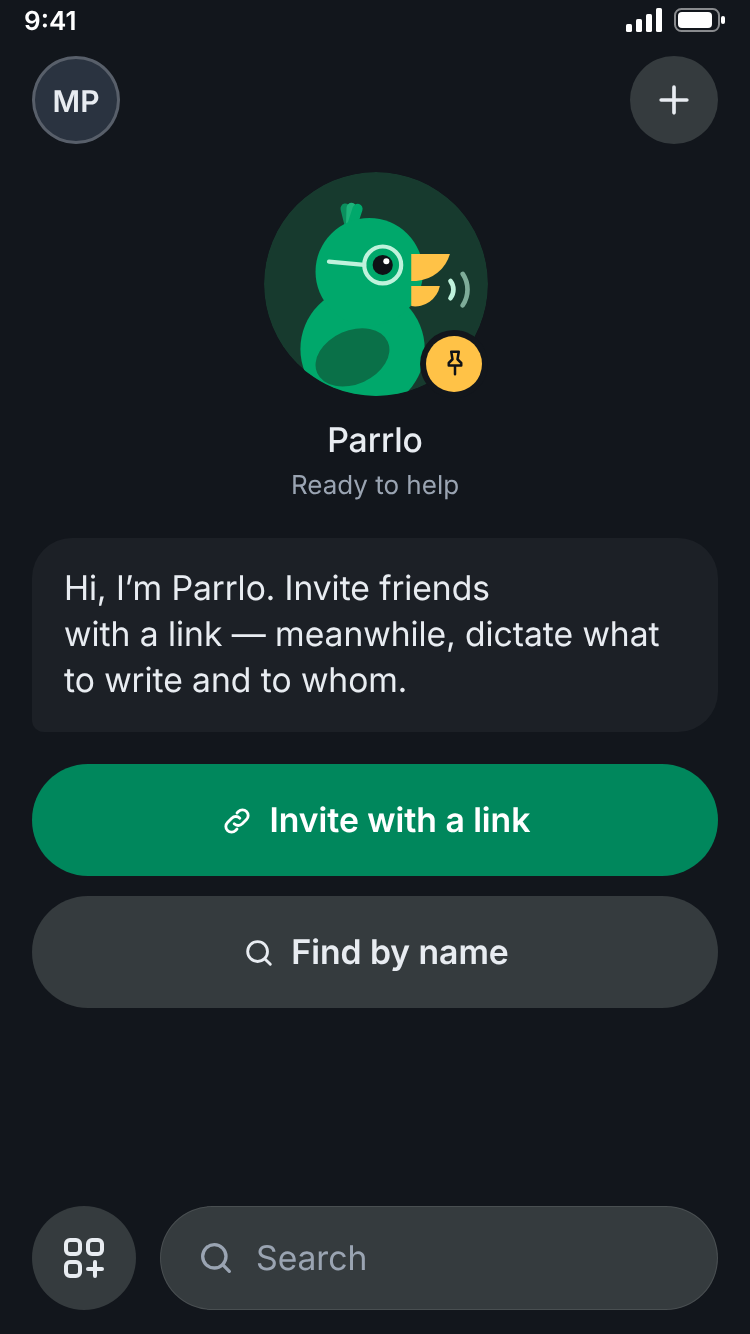 9:41
MP
Parrlo
Ready to help
Hi, I’m Parrlo. Invite friends
with a link — meanwhile, dictate what
to write and to whom.
Invite with a link
Find by name
Search